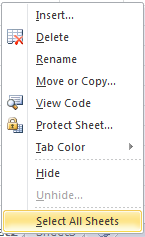 Insert...
Delete
Rename
Move or Copy...
View Code
Protect Sheet...
Tab Color
Hide
Unhide...
Select All Sheets